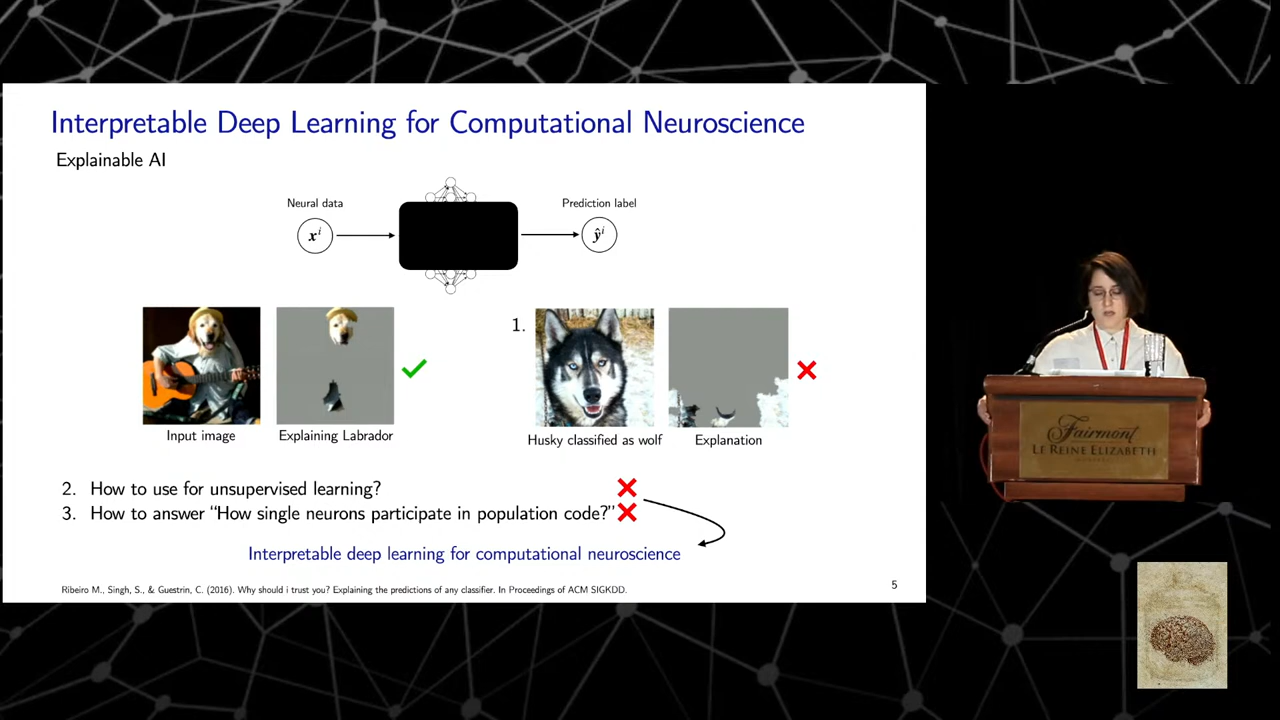 Interpretable Deep Learning for Computational Neuroscience
Explainable AI
Neural data
Prediction label
xⁱ
ŷⁱ
1.
Input image
Explaining Labrador
Husky classified as wolf
Explanation
2. How to use for unsupervised learning?
3. How to answer “How single neurons participate in population code?”
Interpretable deep learning for computational neuroscience
Ribeiro M., Singh, S., & Guestrin, C. (2016). Why should i trust you? Explaining the predictions of any classifier. In Proceedings of ACM SIGKDD.
5
Fairmont
LE REINE ELIZABETH